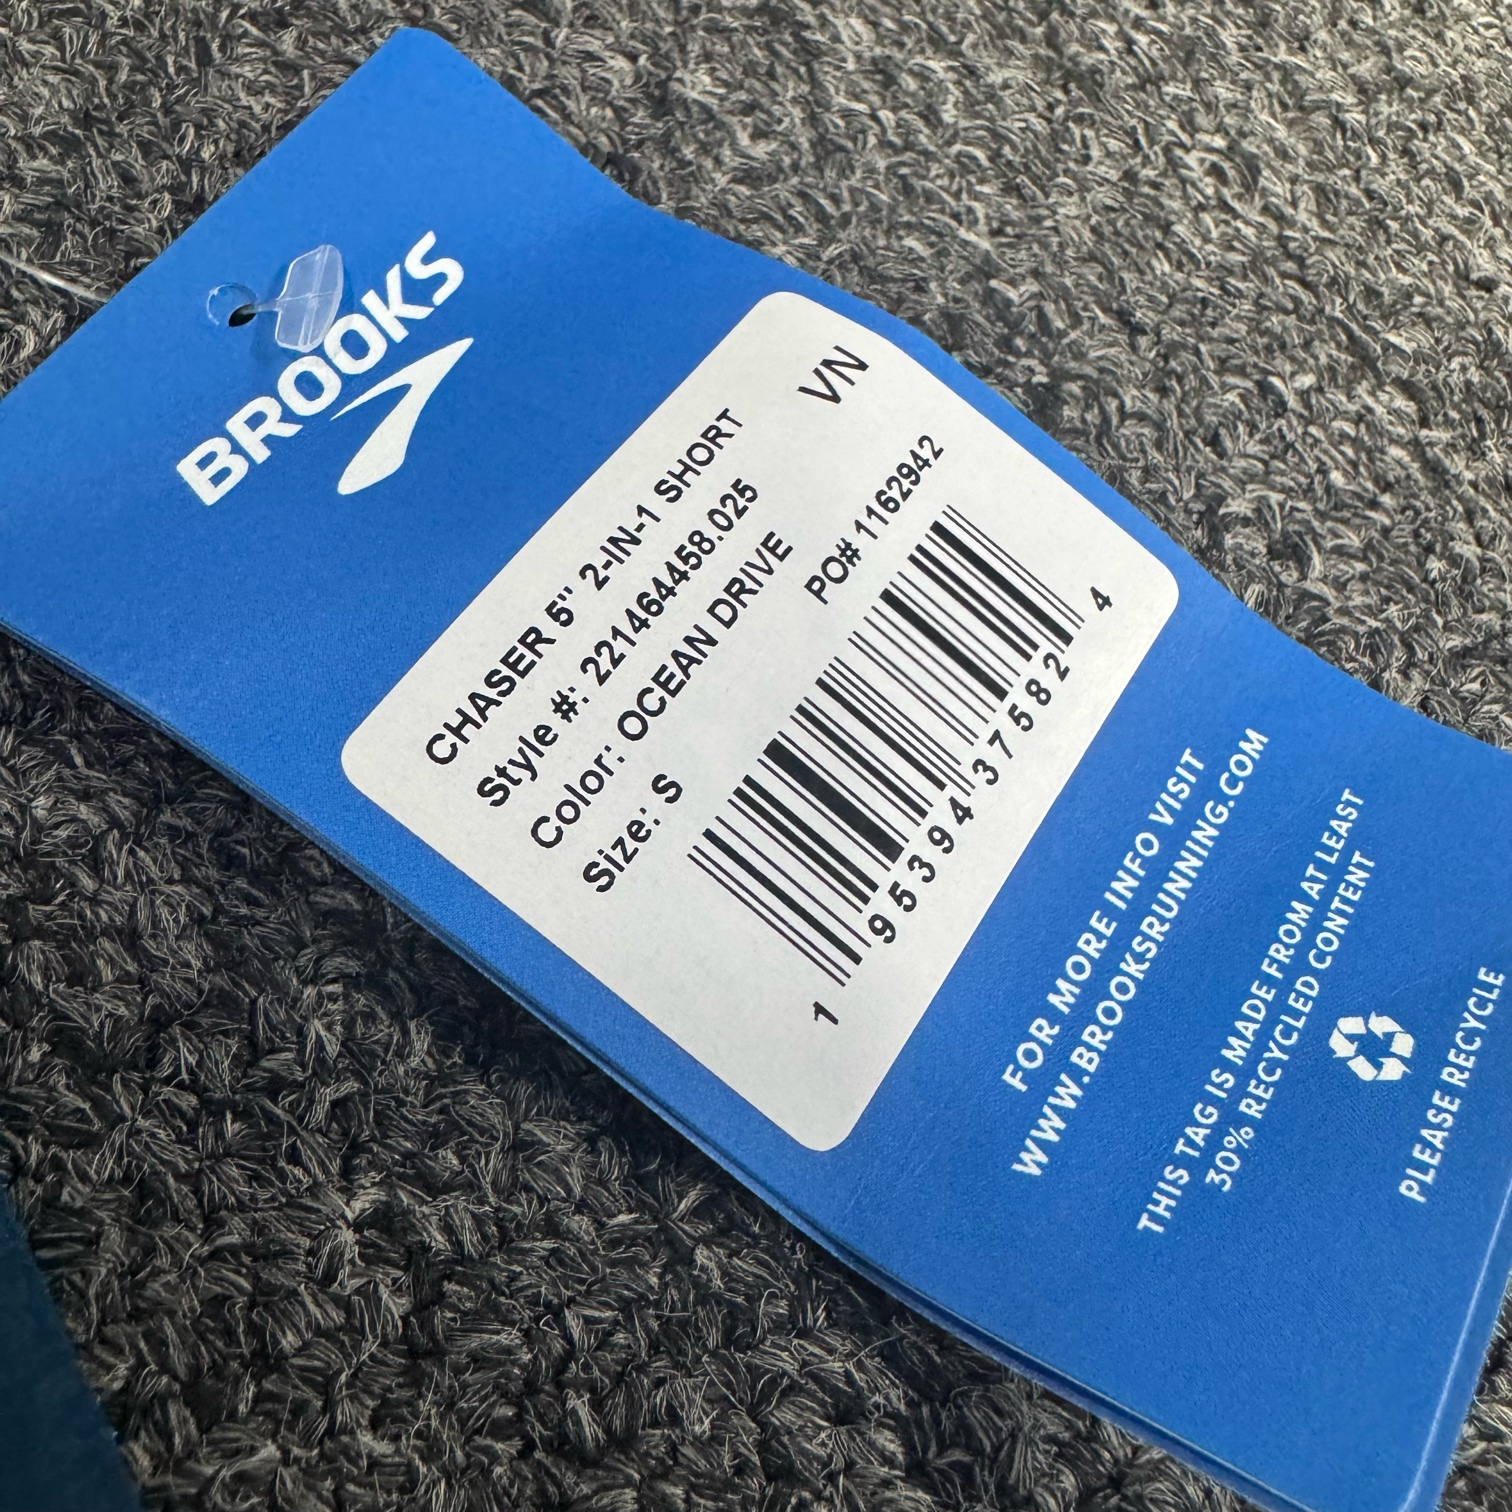 BROOKS
VN
CHASER 5" 2-IN-1 SHORT
Style #: 221464458.025
Color: OCEAN DRIVE
Size: S
PO# 1162942
1 95394 37582 4
FOR MORE INFO VISIT
WWW.BROOKSRUNNING.COM
THIS TAG IS MADE FROM AT LEAST
30% RECYCLED CONTENT
PLEASE RECYCLE